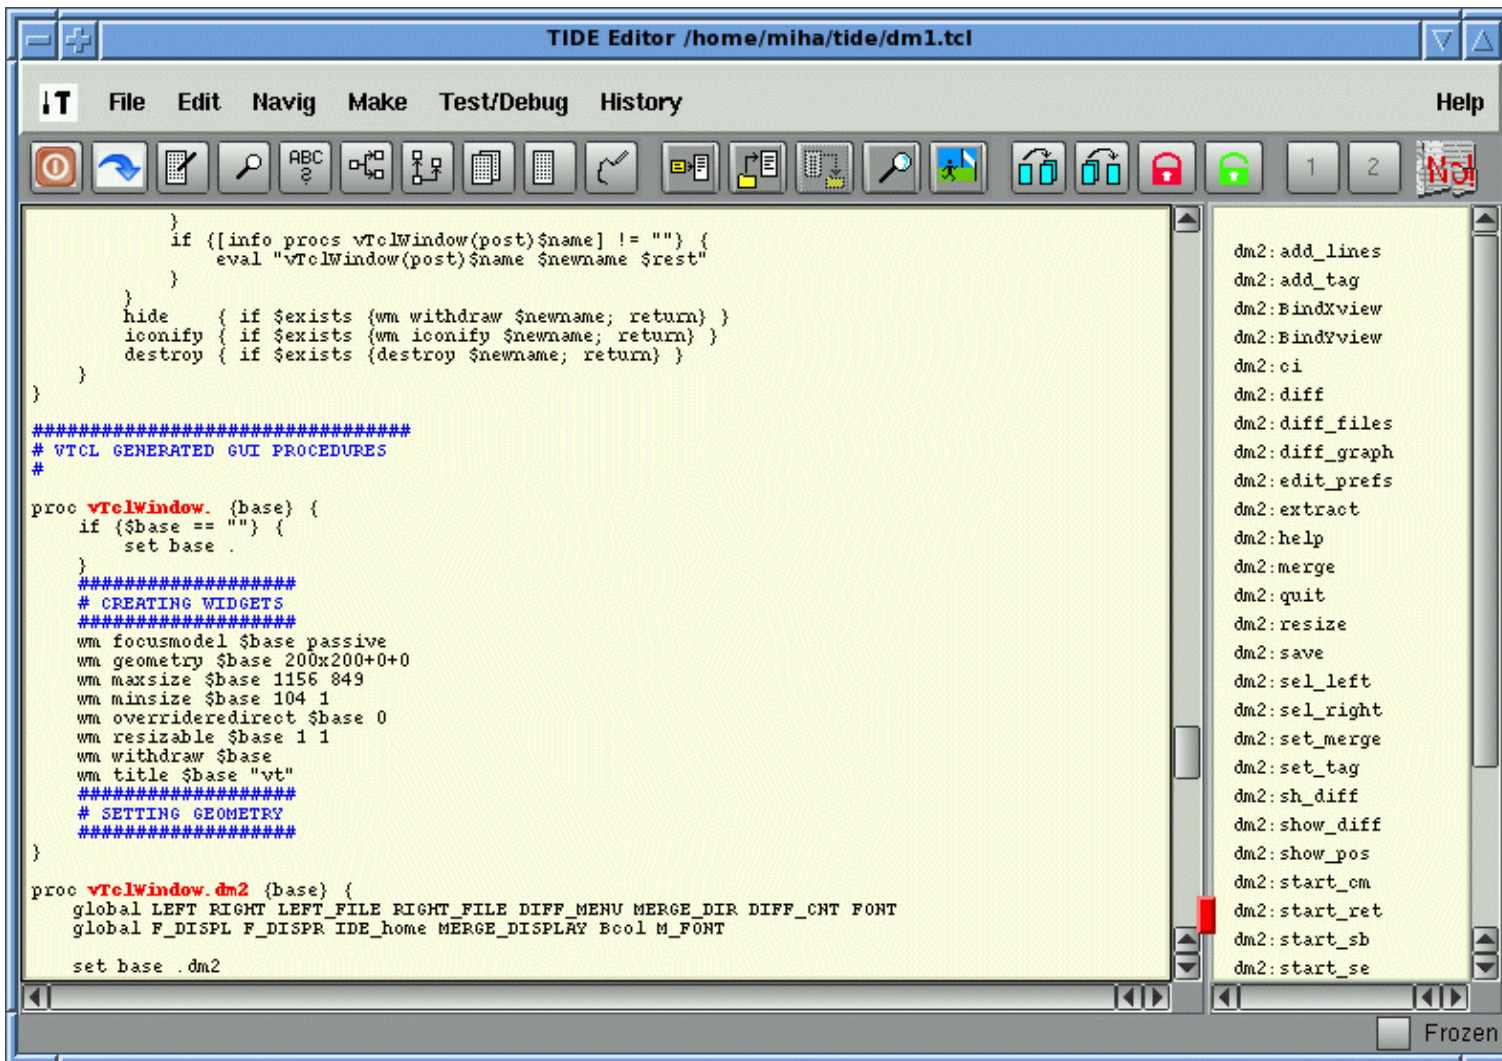 TIDE Editor /home/miha/tide/dm1.tcl
T File Edit Navig Make Test/Debug History Help
ABC
?
1 2 No!
}
if {[info procs vTclWindow(post)$name] != ""} {
eval "vTclWindow(post)$name $newname $rest"
}
}
hide { if $exists {wm withdraw $newname; return} }
iconify { if $exists {wm iconify $newname; return} }
destroy { if $exists {destroy $newname; return} }
}
}
#################################
# VTCL GENERATED GUI PROCEDURES
#
proc vTclWindow. {base} {
if {$base == ""} {
set base .
}
###################
# CREATING WIDGETS
###################
wm focusmodel $base passive
wm geometry $base 200x200+0+0
wm maxsize $base 1156 849
wm minsize $base 104 1
wm overrideredirect $base 0
wm resizable $base 1 1
wm withdraw $base
wm title $base "vt"
###################
# SETTING GEOMETRY
###################
}
proc vTclWindow.dm2 {base} {
global LEFT RIGHT LEFT_FILE RIGHT_FILE DIFF_MENU MERGE_DIR DIFF_CNT FONT
global F_DISPL F_DISPR IDE_home MERGE_DISPLAY Bcol M_FONT
set base .dm2
dm2:add_lines
dm2:add_tag
dm2:BindXview
dm2:BindYview
dm2:ci
dm2:diff
dm2:diff_files
dm2:diff_graph
dm2:edit_prefs
dm2:extract
dm2:help
dm2:merge
dm2:quit
dm2:resize
dm2:save
dm2:sel_left
dm2:sel_right
dm2:set_merge
dm2:set_tag
dm2:sh_diff
dm2:show_diff
dm2:show_pos
dm2:start_cm
dm2:start_ret
dm2:start_sb
dm2:start_se
Frozen